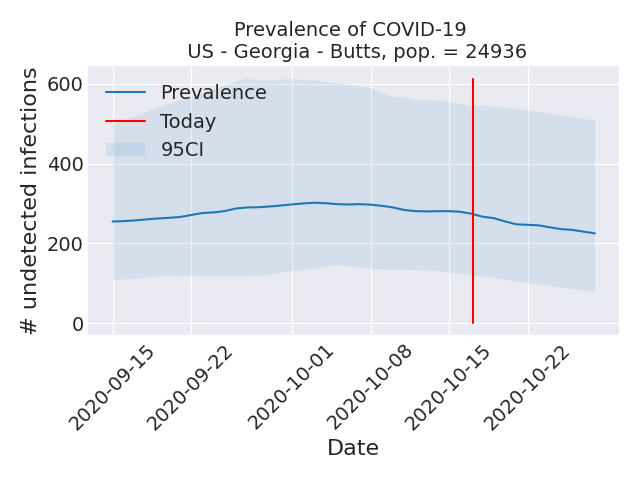 Prevalence of COVID-19
US - Georgia - Butts, pop. = 24936
# undetected infections
600
400
200
0
Prevalence
Today
95CI
2020-09-15
2020-09-22
2020-10-01
2020-10-08
2020-10-15
2020-10-22
Date